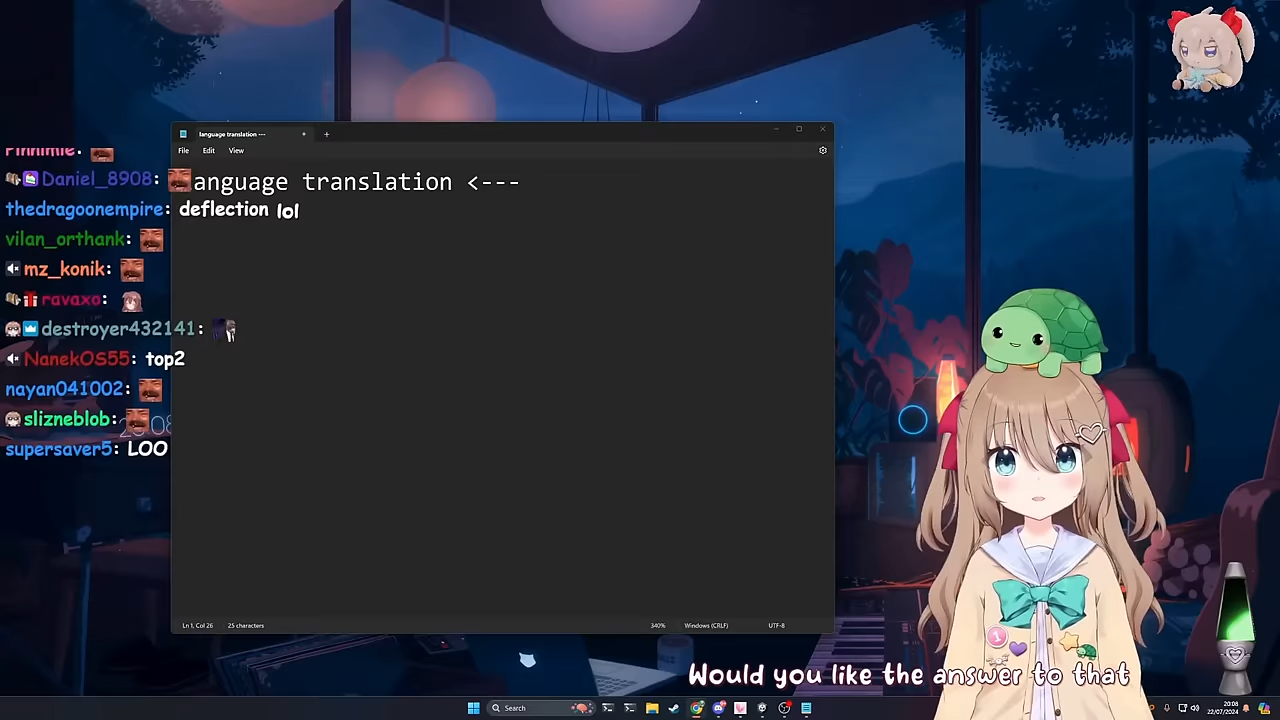 language translation ---
File Edit View
anguage translation <---
Daniel_8908:
thedragoonempire: deflection lol
vilan_orthank:
mz_konik:
ravaxo:
destroyer432141:
NanekOS55: top2
nayan041002:
slizneblob:
supersaver5: LOO
Ln 1, Col 26 25 characters 340% Windows (CRLF) UTF-8
Would you like the answer to that
Search
20:08
22/07/2024